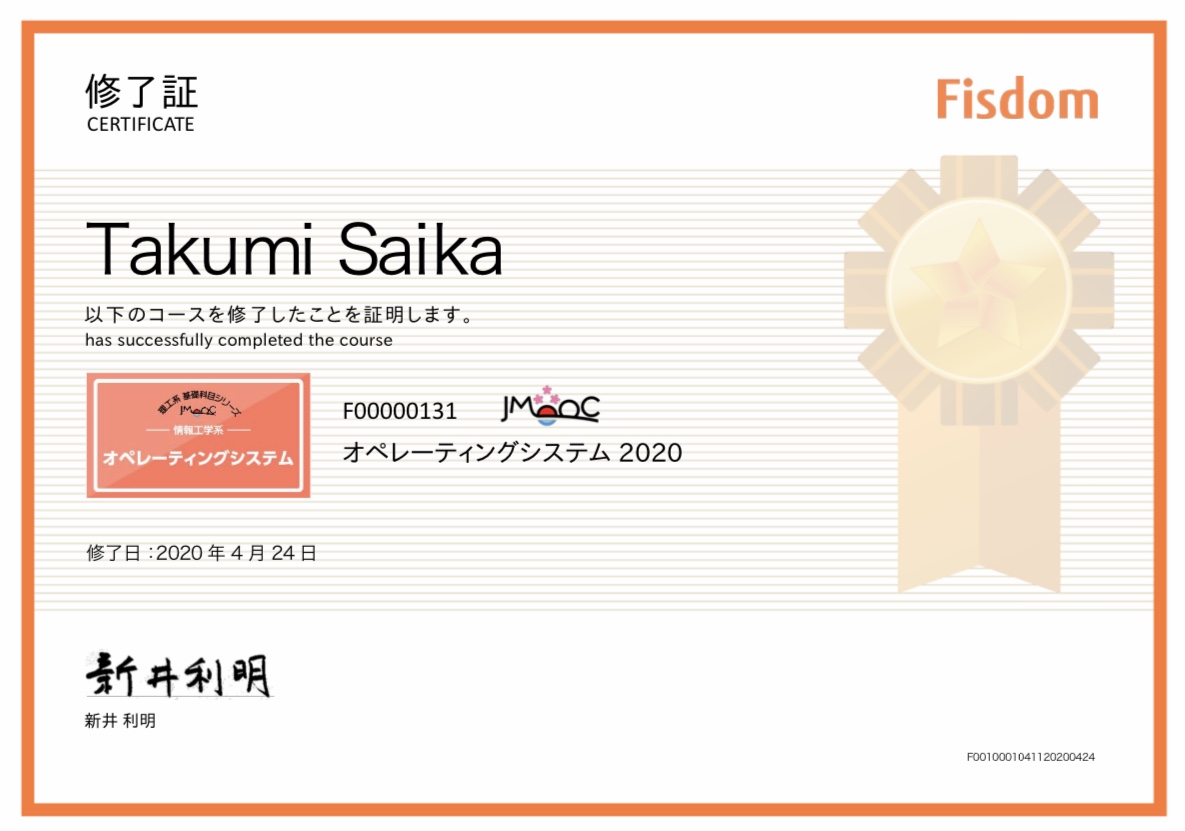 修了証
CERTIFICATE
Fisdom
Takumi Saika
以下のコースを修了したことを証明します。
has successfully completed the course
理工系 基礎科目シリーズ
JMOOC
情報工学系
オペレーティングシステム
F00000131
JMOOC
オペレーティングシステム 2020
修了日：2020 年 4 月 24 日
新井利明
新井 利明
F0010001041120200424